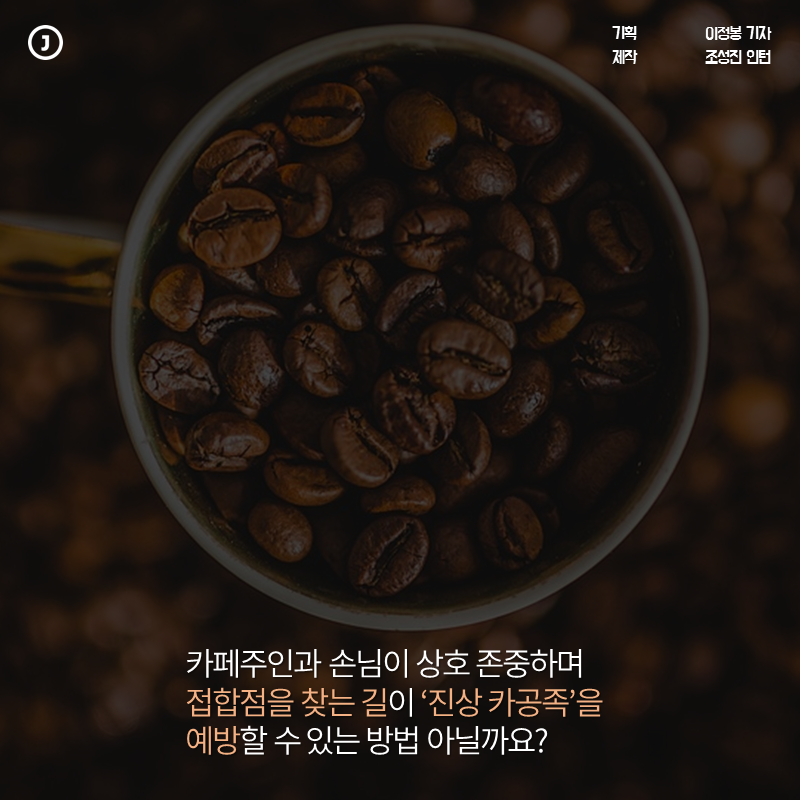 J
기획 이정봉 기자
제작 조성진 인턴
카페주인과 손님이 상호 존중하며
접합점을 찾는 길이 ‘진상 카공족’을
예방할 수 있는 방법 아닐까요?